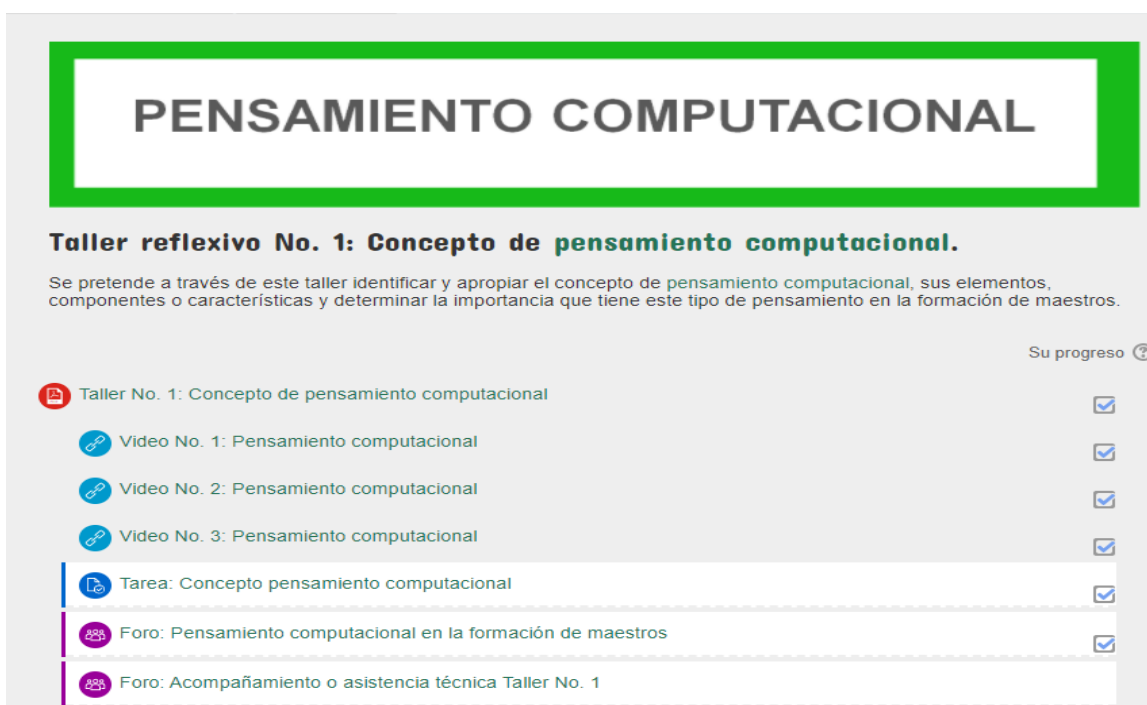 PENSAMIENTO COMPUTACIONAL
Taller reflexivo No. 1: Concepto de pensamiento computacional.
Se pretende a través de este taller identificar y apropiar el concepto de pensamiento computacional, sus elementos,
componentes o características y determinar la importancia que tiene este tipo de pensamiento en la formación de maestros.
Su progreso
Taller No. 1: Concepto de pensamiento computacional
Video No. 1: Pensamiento computacional
Video No. 2: Pensamiento computacional
Video No. 3: Pensamiento computacional
Tarea: Concepto pensamiento computacional
Foro: Pensamiento computacional en la formación de maestros
Foro: Acompañamiento o asistencia técnica Taller No. 1